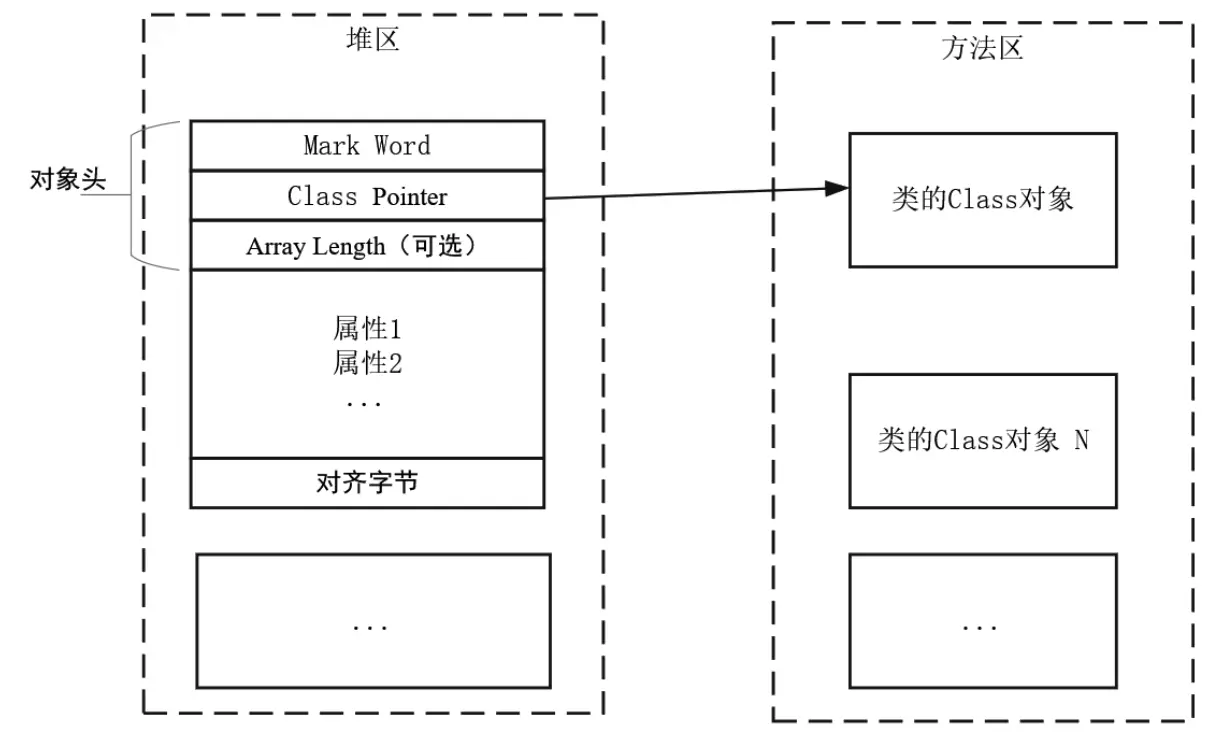 堆区
方法区
对象头
Mark Word
Class Pointer
Array Length（可选）
属性1
属性2
...
对齐字节
...
类的Class对象
类的Class对象 N
...